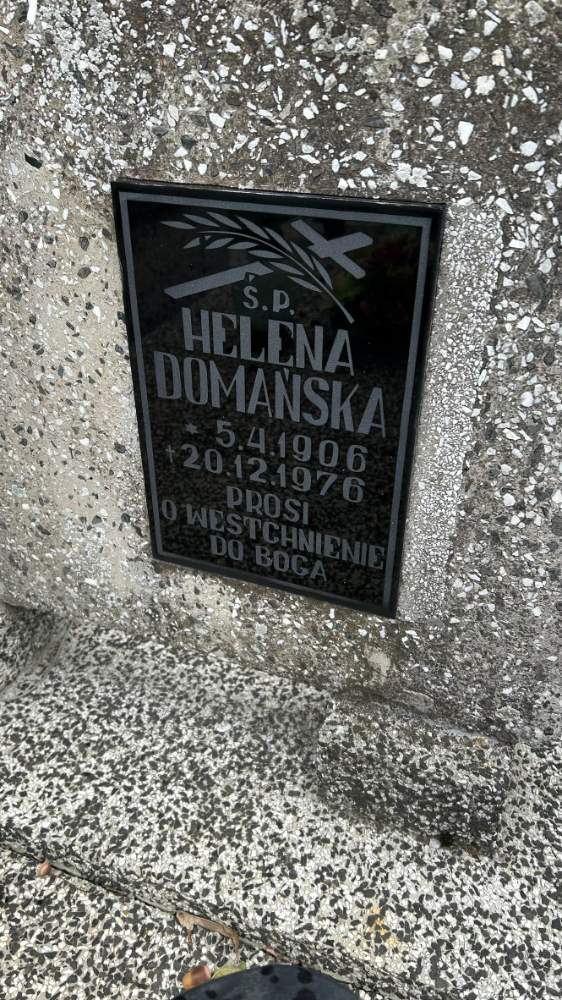 Ś.P.
HELENA
DOMAŃSKA
* 5.4.1906
† 20.12.1976
PROSI
O WESTCHNIENIE
DO BOGA